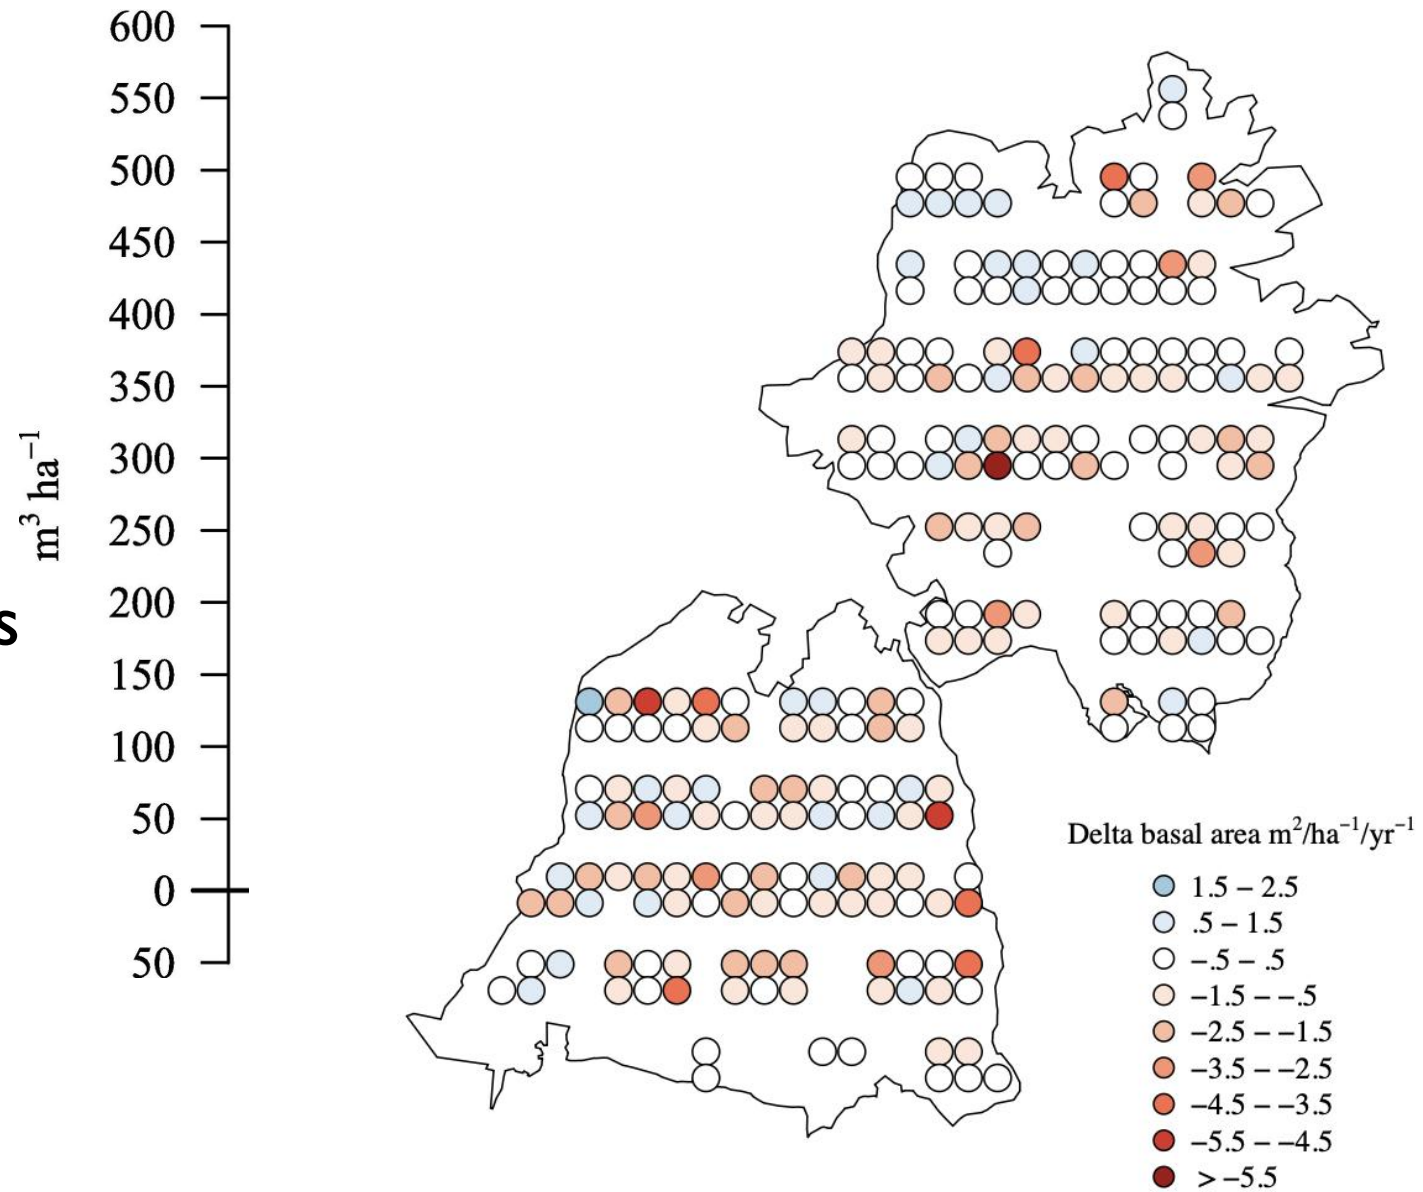 600
550
500
450
400
350
300
250
200
150
100
50
0
50
m³ ha⁻¹
s
Delta basal area m²/ha⁻¹/yr⁻¹
1.5 – 2.5
.5 – 1.5
–.5 – .5
–1.5 – –.5
–2.5 – –1.5
–3.5 – –2.5
–4.5 – –3.5
–5.5 – –4.5
> –5.5